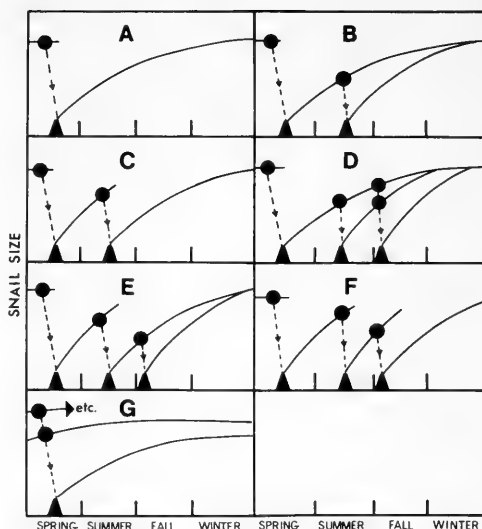 A
B
C
D
E
F
G
etc.
SNAIL SIZE
SPRING SUMMER FALL WINTER SPRING SUMMER FALL WINTER